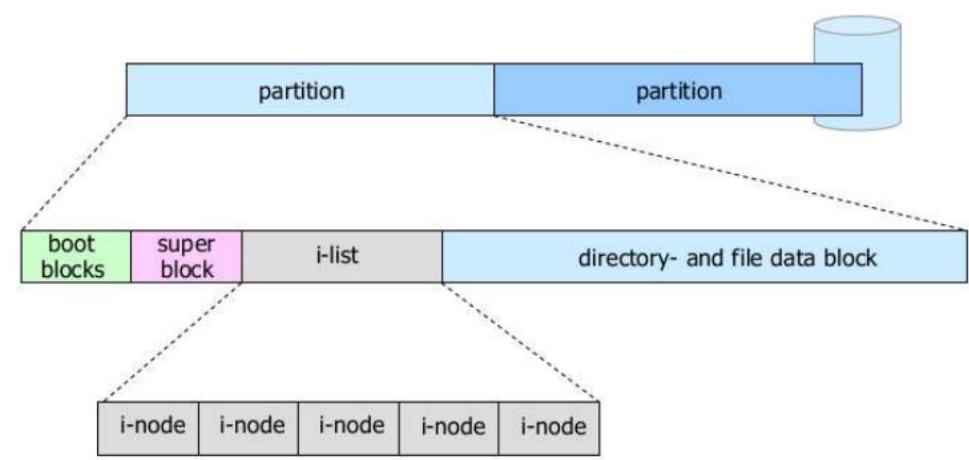 partition
partition
boot
blocks
super
block
i-list
directory- and file data block
i-node
i-node
i-node
i-node
i-node